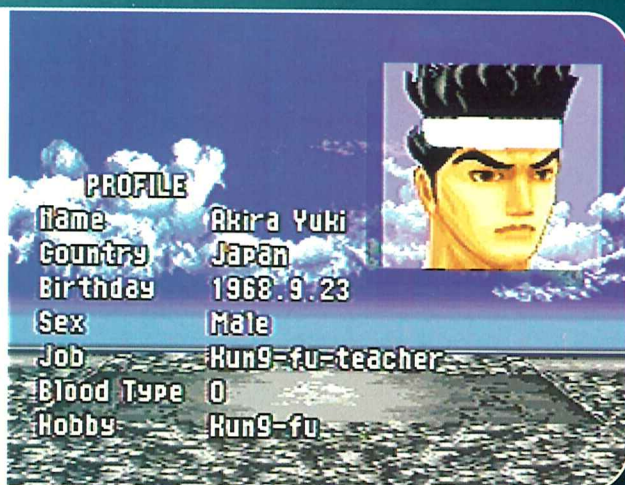 PROFILE
Name Akira Yuki
Country Japan
Birthday 1968.9.23
Sex Male
Job Kung-fu-teacher
Blood Type O
Hobby Kung-fu